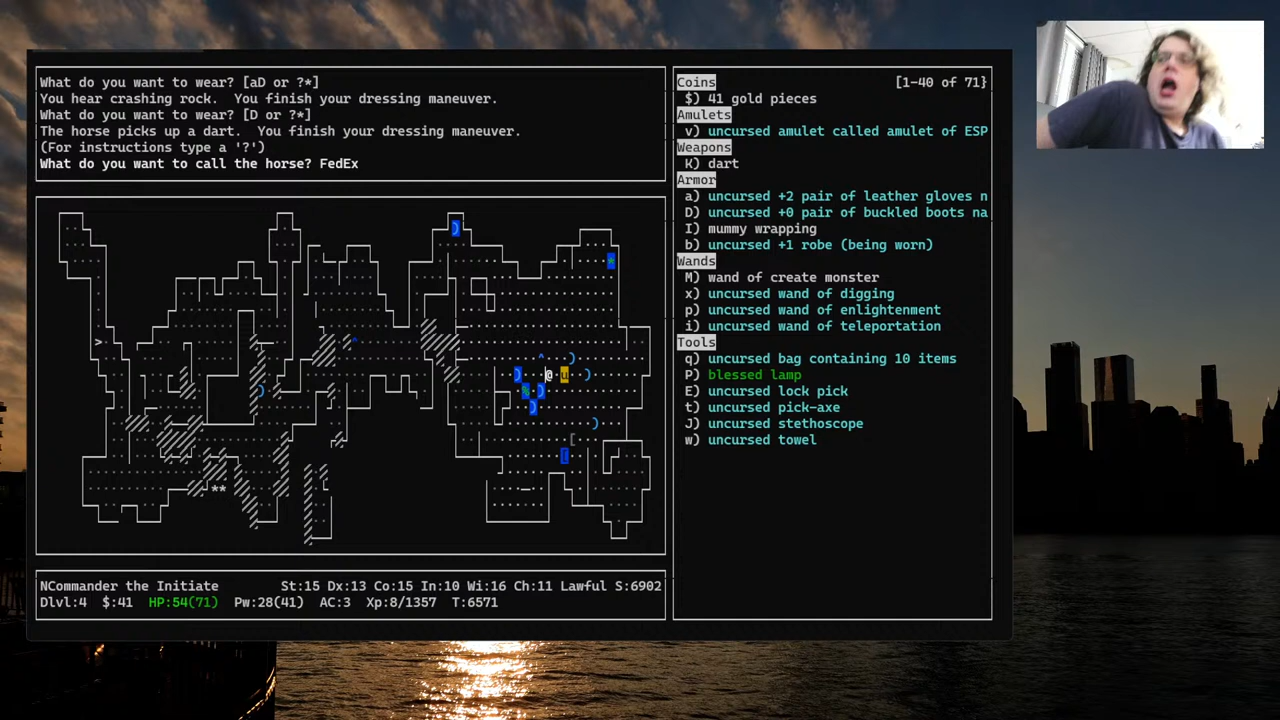 What do you want to wear? [aD or ?*]
You hear crashing rock.  You finish your dressing maneuver.
What do you want to wear? [D or ?*]
The horse picks up a dart.  You finish your dressing maneuver.
(For instructions type a '?')
What do you want to call the horse? FedEx
NCommander the Initiate St:15 Dx:13 Co:15 In:10 Wi:16 Ch:11 Lawful S:6902
Dlvl:4 $:41 HP:54(71) Pw:28(41) AC:3 Xp:8/1357 T:6571
Coins [1-40 of 71}
$) 41 gold pieces
Amulets
v) uncursed amulet called amulet of ESP
Weapons
K) dart
Armor
a) uncursed +2 pair of leather gloves n
D) uncursed +0 pair of buckled boots na
I) mummy wrapping
b) uncursed +1 robe (being worn)
Wands
M) wand of create monster
x) uncursed wand of digging
p) uncursed wand of enlightenment
i) uncursed wand of teleportation
Tools
q) uncursed bag containing 10 items
P) blessed lamp
E) uncursed lock pick
t) uncursed pick-axe
J) uncursed stethoscope
w) uncursed towel